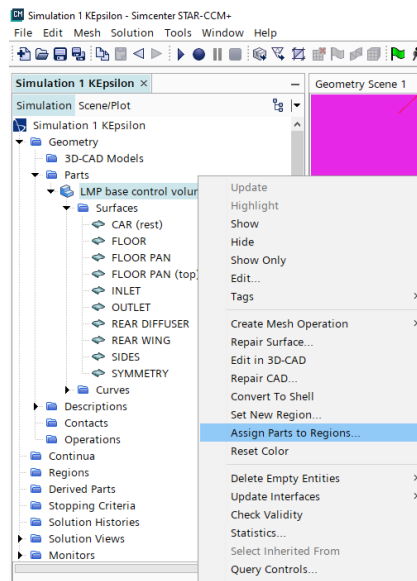 Simulation 1 KEpsilon - Simcenter STAR-CCM+
File Edit Mesh Solution Tools Window Help
Simulation 1 KEpsilon × Geometry Scene 1
Simulation Scene/Plot
Simulation 1 KEpsilon
Geometry
3D-CAD Models
Parts
LMP base control volur
Surfaces
CAR (rest)
FLOOR
FLOOR PAN
FLOOR PAN (top)
INLET
OUTLET
REAR DIFFUSER
REAR WING
SIDES
SYMMETRY
Curves
Descriptions
Contacts
Operations
Continua
Regions
Derived Parts
Stopping Criteria
Solution Histories
Solution Views
Monitors
Update
Highlight
Show
Hide
Show Only
Edit...
Tags
Create Mesh Operation
Repair Surface...
Edit in 3D-CAD
Repair CAD...
Convert To Shell
Set New Region...
Assign Parts to Regions...
Reset Color
Delete Empty Entities
Update Interfaces
Check Validity
Statistics...
Select Inherited From
Query Controls...